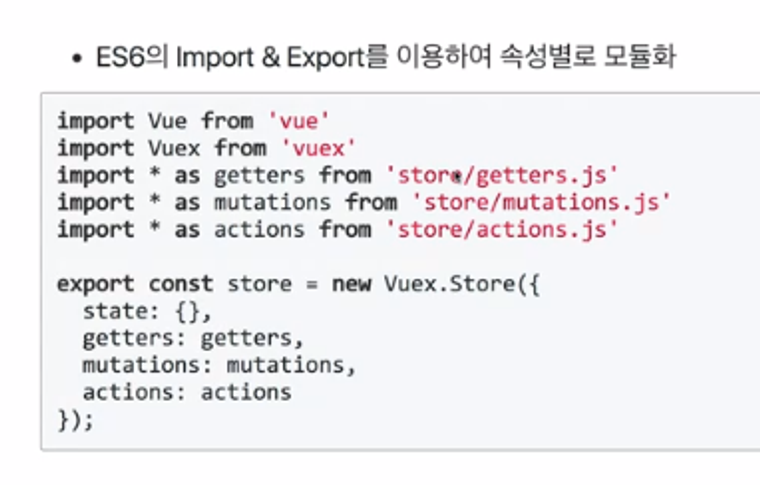 • ES6의 Import & Export를 이용하여 속성별로 모듈화
import Vue from 'vue'
import Vuex from 'vuex'
import * as getters from 'store/getters.js'
import * as mutations from 'store/mutations.js'
import * as actions from 'store/actions.js'
export const store = new Vuex.Store({
  state: {},
  getters: getters,
  mutations: mutations,
  actions: actions
});